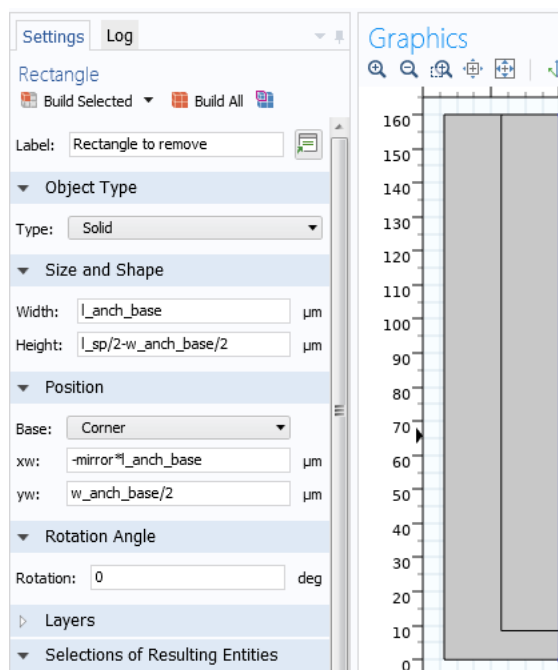 Settings Log
Rectangle
Build Selected Build All
Label: Rectangle to remove
Object Type
Type: Solid
Size and Shape
Width: l_anch_base µm
Height: l_sp/2-w_anch_base/2 µm
Position
Base: Corner
xw: -mirror*l_anch_base µm
yw: w_anch_base/2 µm
Rotation Angle
Rotation: 0 deg
Layers
Selections of Resulting Entities
Graphics
160
150
140
130
120
110
100
90
80
70
60
50
40
30
20
10
0